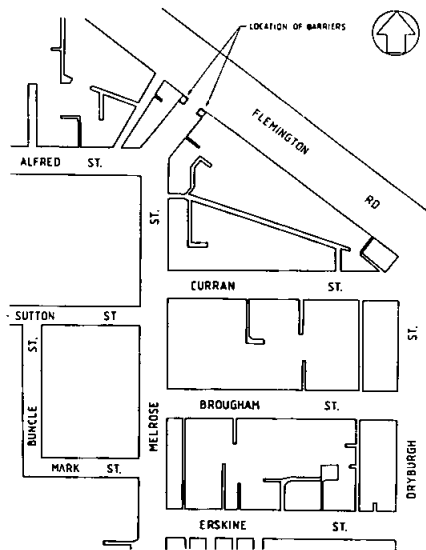 LOCATION OF BARRIERS
FLEMINGTON RD
ALFRED ST.
ST.
CURRAN ST.
SUTTON ST
ST.
ST.
BUNCLE
MELROSE
BROUGHAM ST.
MARK ST.
DRYBURGH
ERSKINE ST.